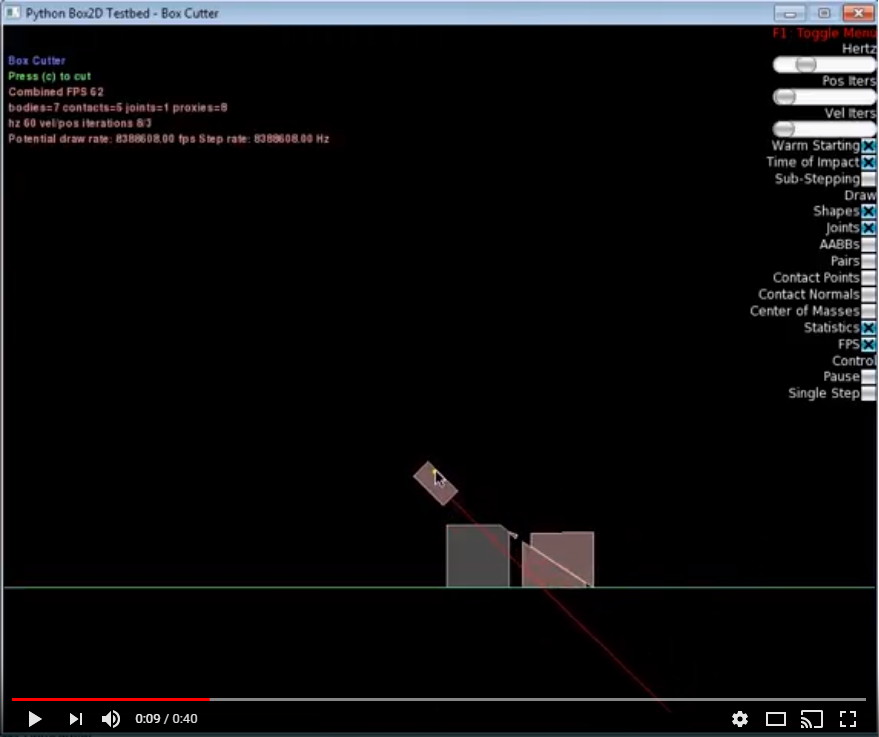 Python Box2D Testbed - Box Cutter
F1: Toggle Menu
Hertz
Box Cutter
Press (c) to cut
Pos Iters
Combined FPS 62
bodies=7 contacts=5 joints=1 proxies=8
Vel Iters
hz 60 vel/pos iterations 8/3
Potential draw rate: 8388608.00 fps Step rate: 8388608.00 Hz
Warm Starting
Time of Impact
Sub-Stepping
Draw
Shapes
Joints
AABBs
Pairs
Contact Points
Contact Normals
Center of Masses
Statistics
FPS
Control
Pause
Single Step
0:09 / 0:40